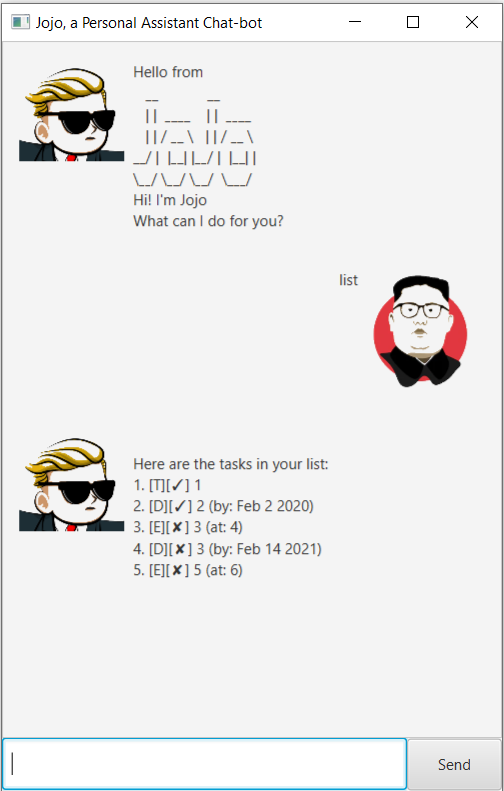 Jojo, a Personal Assistant Chat-bot
Hello from
   __              __
   | |  ____    | |  ____
   | | / __ \   | | / __ \
__/ |  |__| |__/ |  |__| |
\__/ \__/ \__/  \___/
Hi! I'm Jojo
What can I do for you?
list
Here are the tasks in your list:
1. [T][✓] 1
2. [D][✓] 2 (by: Feb 2 2020)
3. [E][✘] 3 (at: 4)
4. [D][✘] 3 (by: Feb 14 2021)
5. [E][✘] 5 (at: 6)
Send